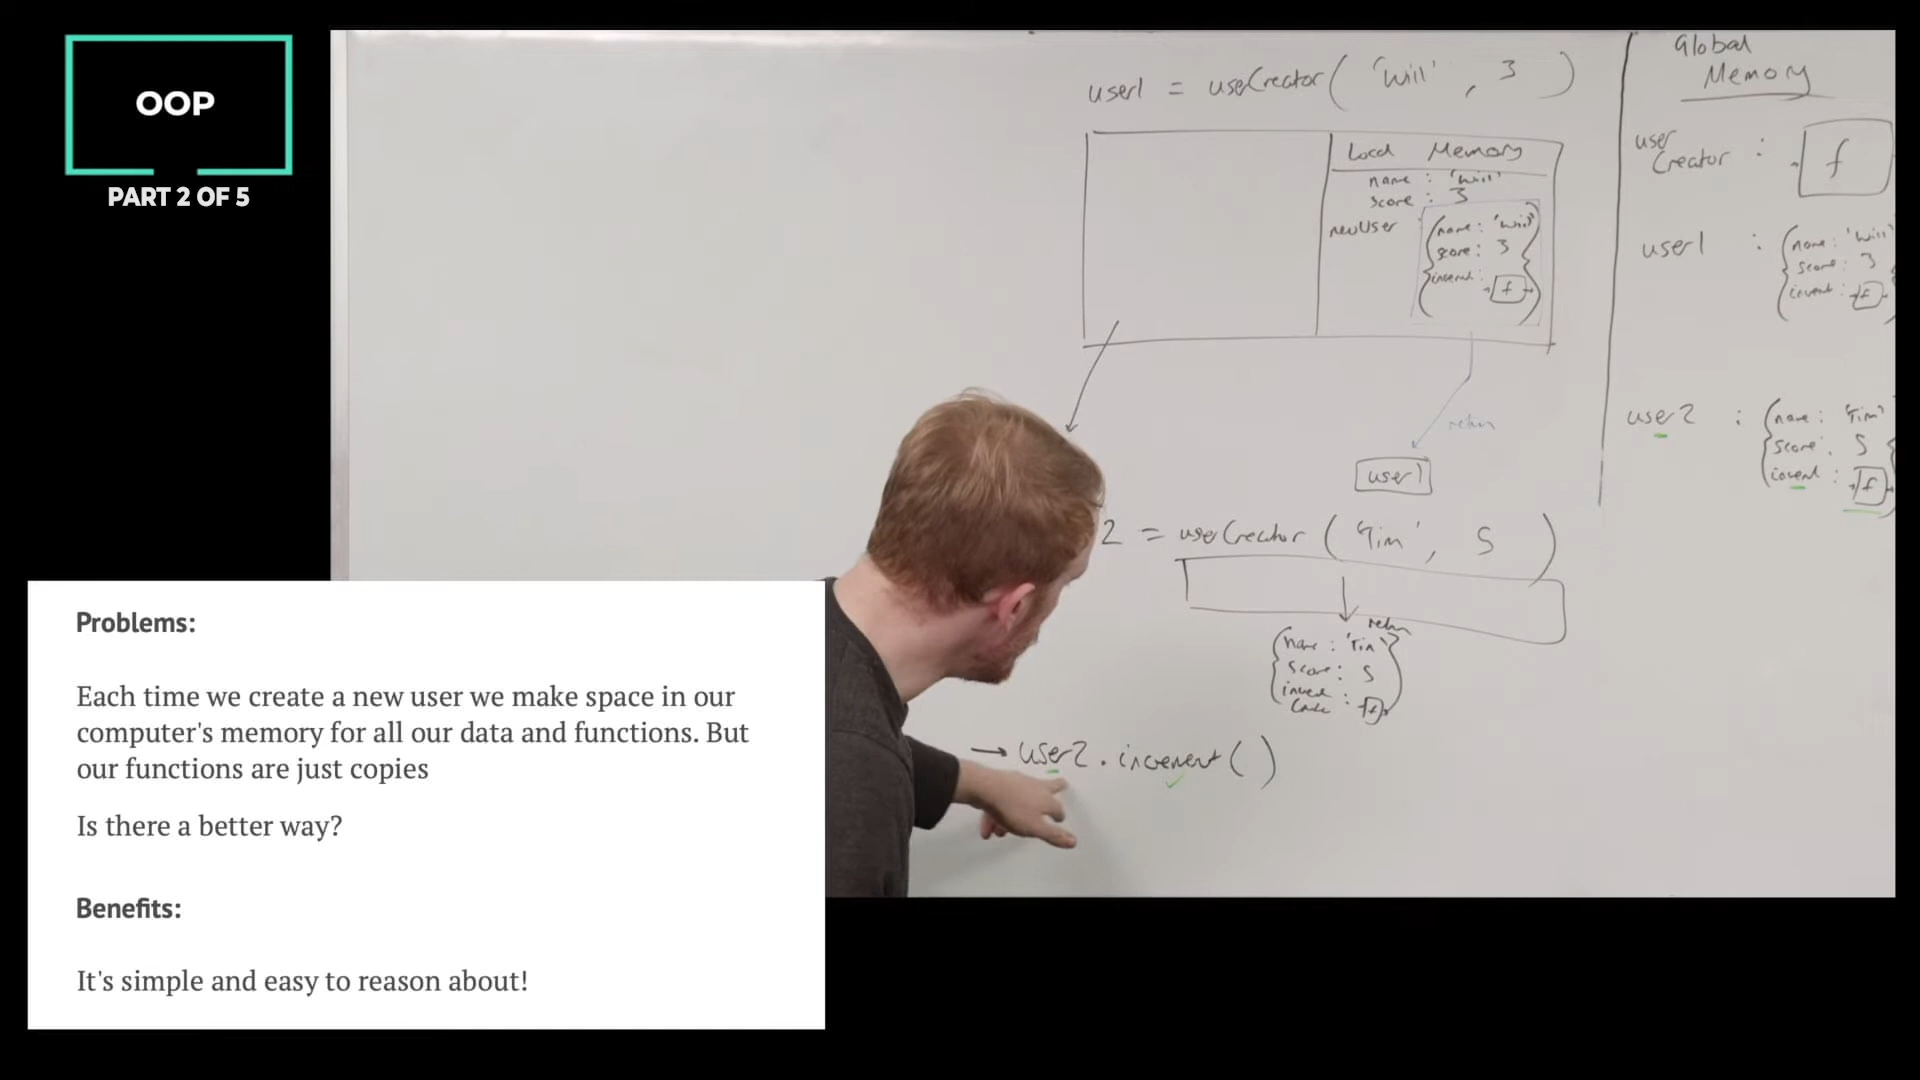 OOP
PART 2 OF 5
user1 = userCreator( 'Will' , 3 )
Local Memory
name : 'Will'
score : 3
newUser : {name : 'Will'
score : 3
increment :
f
return
user1
2 = userCreator ( 'Tim' , 5 )
return
{name : 'Tim'
score : 5
f
→ user2 . increment ( )
Global
Memory
user
Creator : f
user1 : {name : 'Will'
score : 3
f
user2 : {name : 'Tim'
score : 5
f
Problems:
Each time we create a new user we make space in our
computer's memory for all our data and functions. But
our functions are just copies
Is there a better way?
Benefits:
It's simple and easy to reason about!